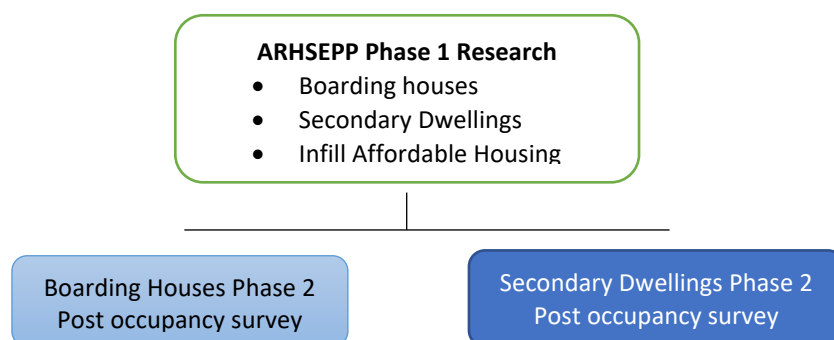 ARHSEPP Phase 1 Research
• Boarding houses
• Secondary Dwellings
• Infill Affordable Housing
Boarding Houses Phase 2
Post occupancy survey
Secondary Dwellings Phase 2
Post occupancy survey